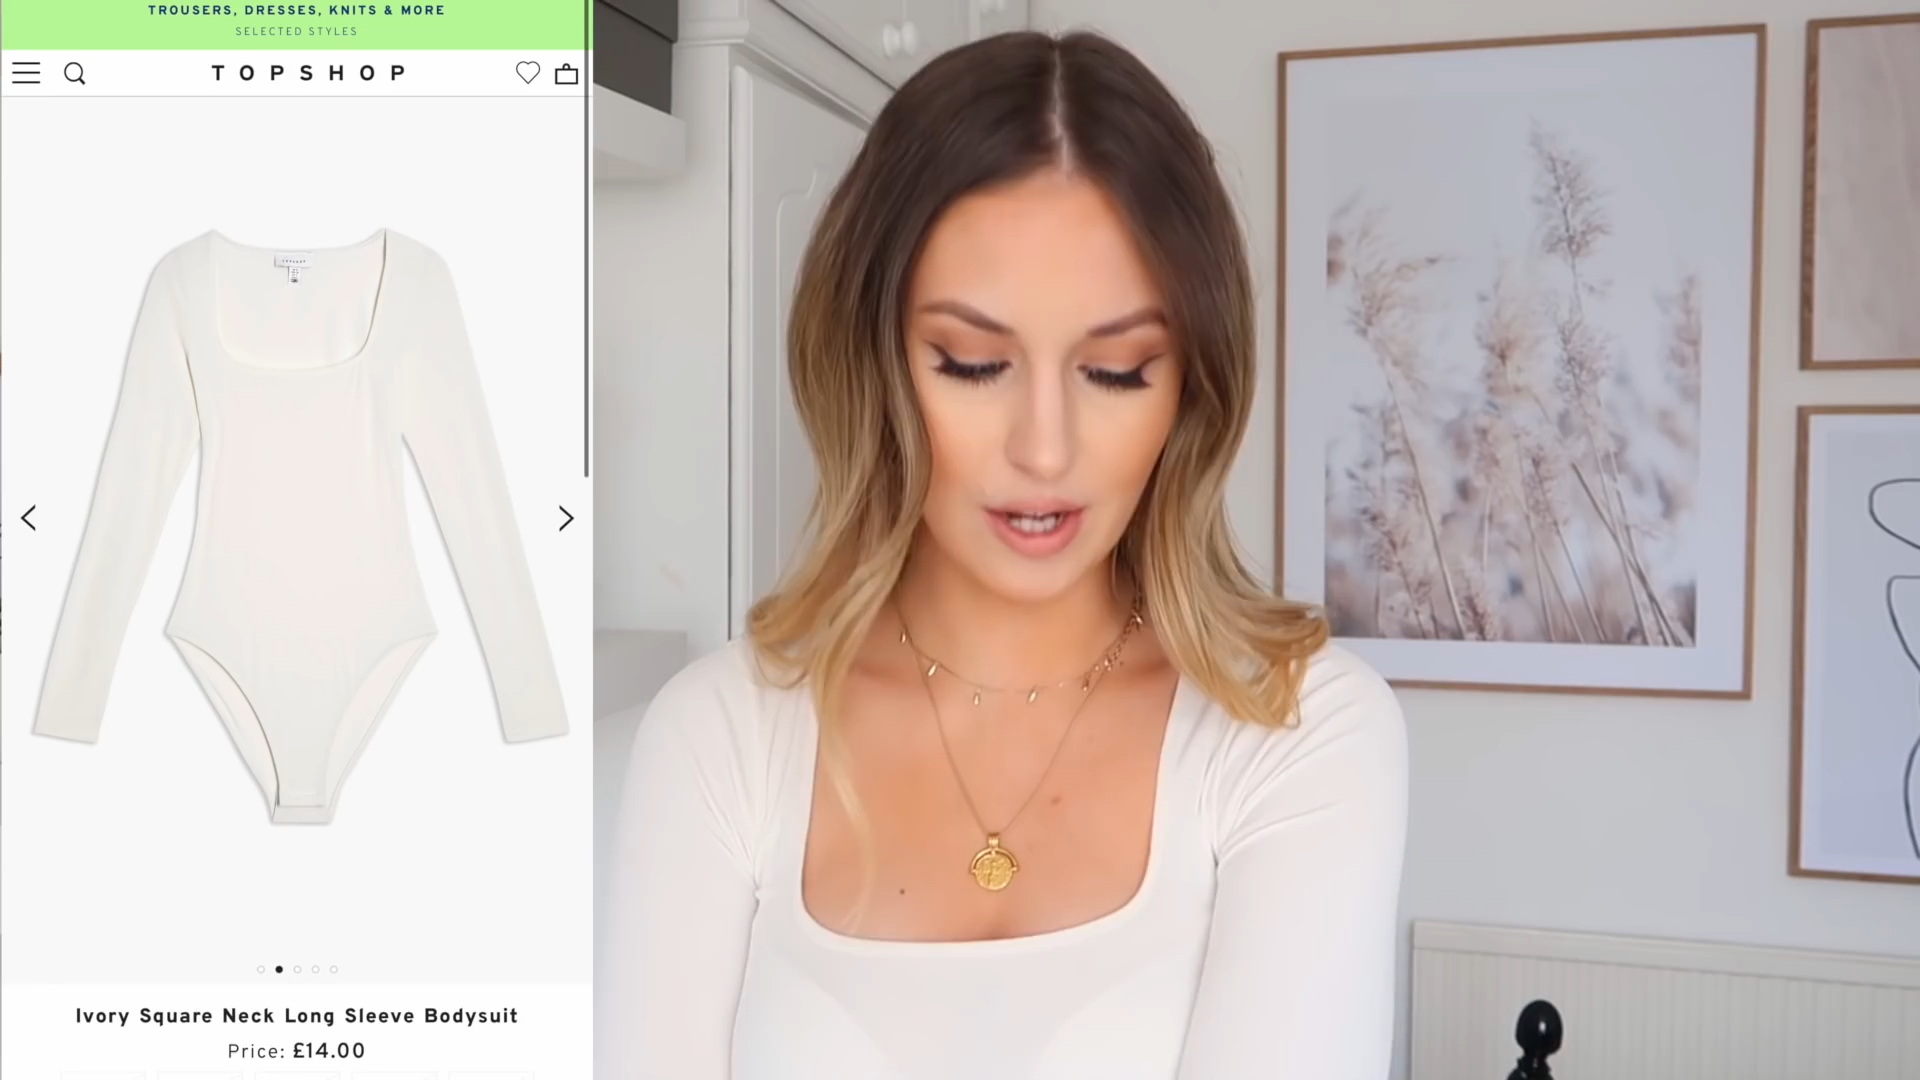 TROUSERS, DRESSES, KNITS & MORE
SELECTED STYLES
TOPSHOP
Ivory Square Neck Long Sleeve Bodysuit
Price: £14.00